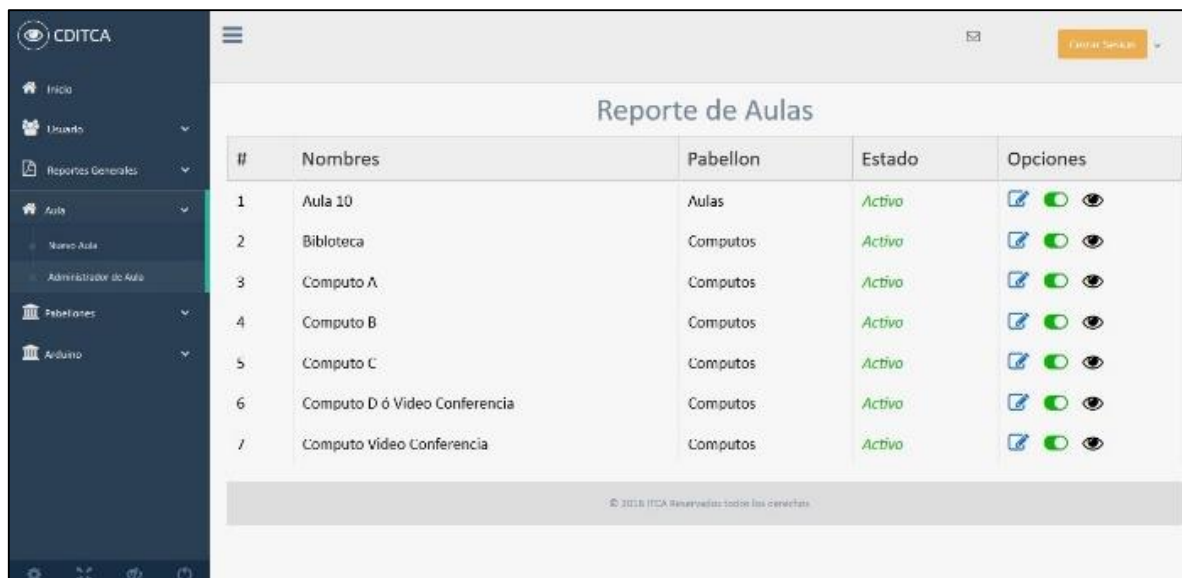 CDITCA
Cerrar Sesion
Inicio
Usuario
Reportes Generales
Aula
Nuevo Aula
Administrador de Aula
Pabellones
Arduino
Reporte de Aulas
# Nombres Pabellon Estado Opciones
1 Aula 10 Aulas Activo
2 Bibloteca Computos Activo
3 Computo A Computos Activo
4 Computo B Computos Activo
5 Computo C Computos Activo
6 Computo D ó Video Conferencia Computos Activo
7 Computo Video Conferencia Computos Activo
© 2018 ITCA Reservados todos los derechos